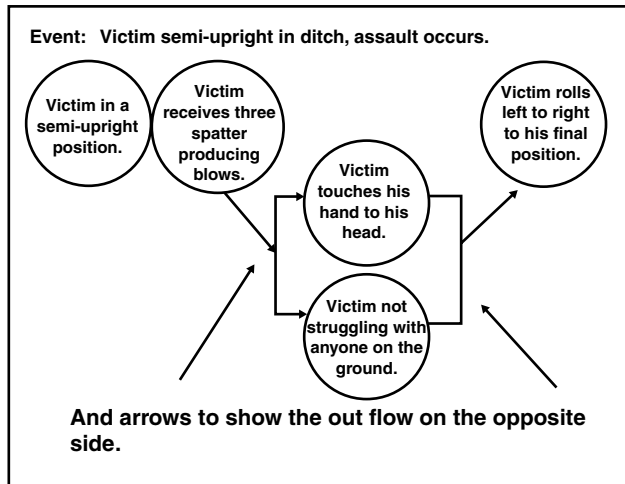 Event: Victim semi-upright in ditch, assault occurs.
Victim in a
semi-upright
position.
Victim
receives three
spatter
producing
blows.
Victim
touches his
hand to his
head.
Victim not
struggling with
anyone on the
ground.
Victim rolls
left to right
to his final
position.
And arrows to show the out flow on the opposite
side.